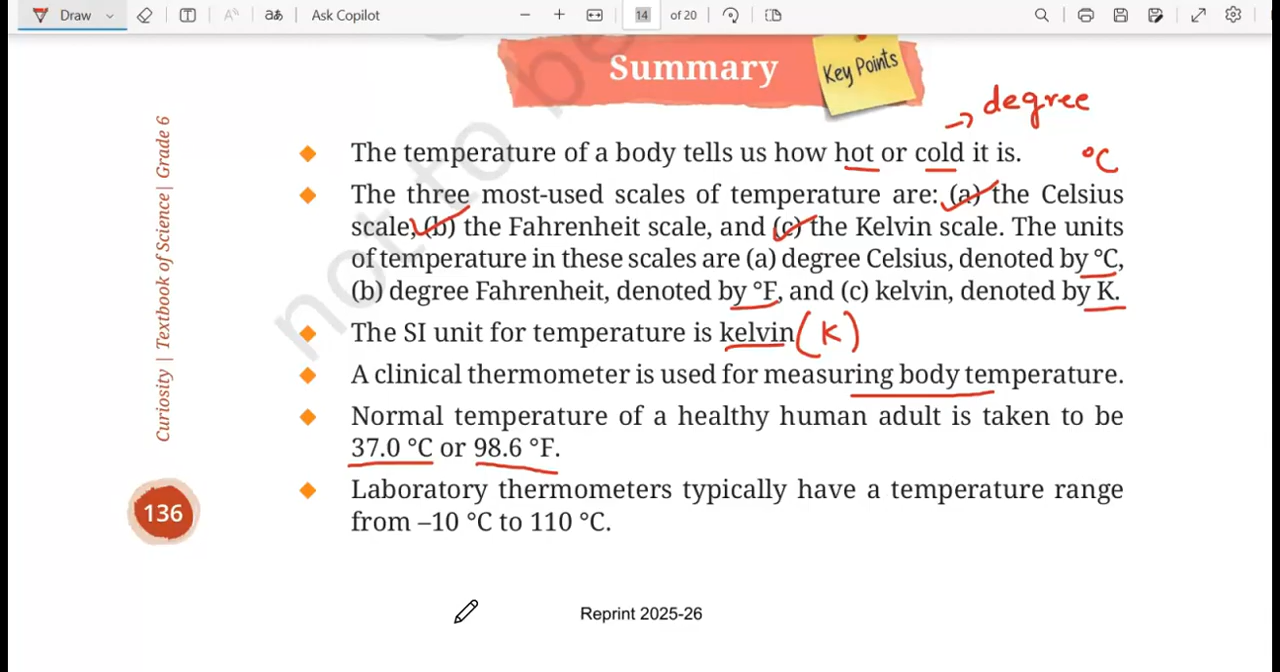 Draw
Ask Copilot
14 of 20
Summary
Key Points
→ degree
The temperature of a body tells us how hot or cold it is.
°C
The three most-used scales of temperature are: (a) the Celsius
scale, (b) the Fahrenheit scale, and (c) the Kelvin scale. The units
of temperature in these scales are (a) degree Celsius, denoted by °C,
(b) degree Fahrenheit, denoted by °F, and (c) kelvin, denoted by K.
The SI unit for temperature is kelvin (K)
A clinical thermometer is used for measuring body temperature.
Normal temperature of a healthy human adult is taken to be
37.0 °C or 98.6 °F.
Laboratory thermometers typically have a temperature range
from –10 °C to 110 °C.
Curiosity | Textbook of Science | Grade 6
136
not to be
Reprint 2025-26